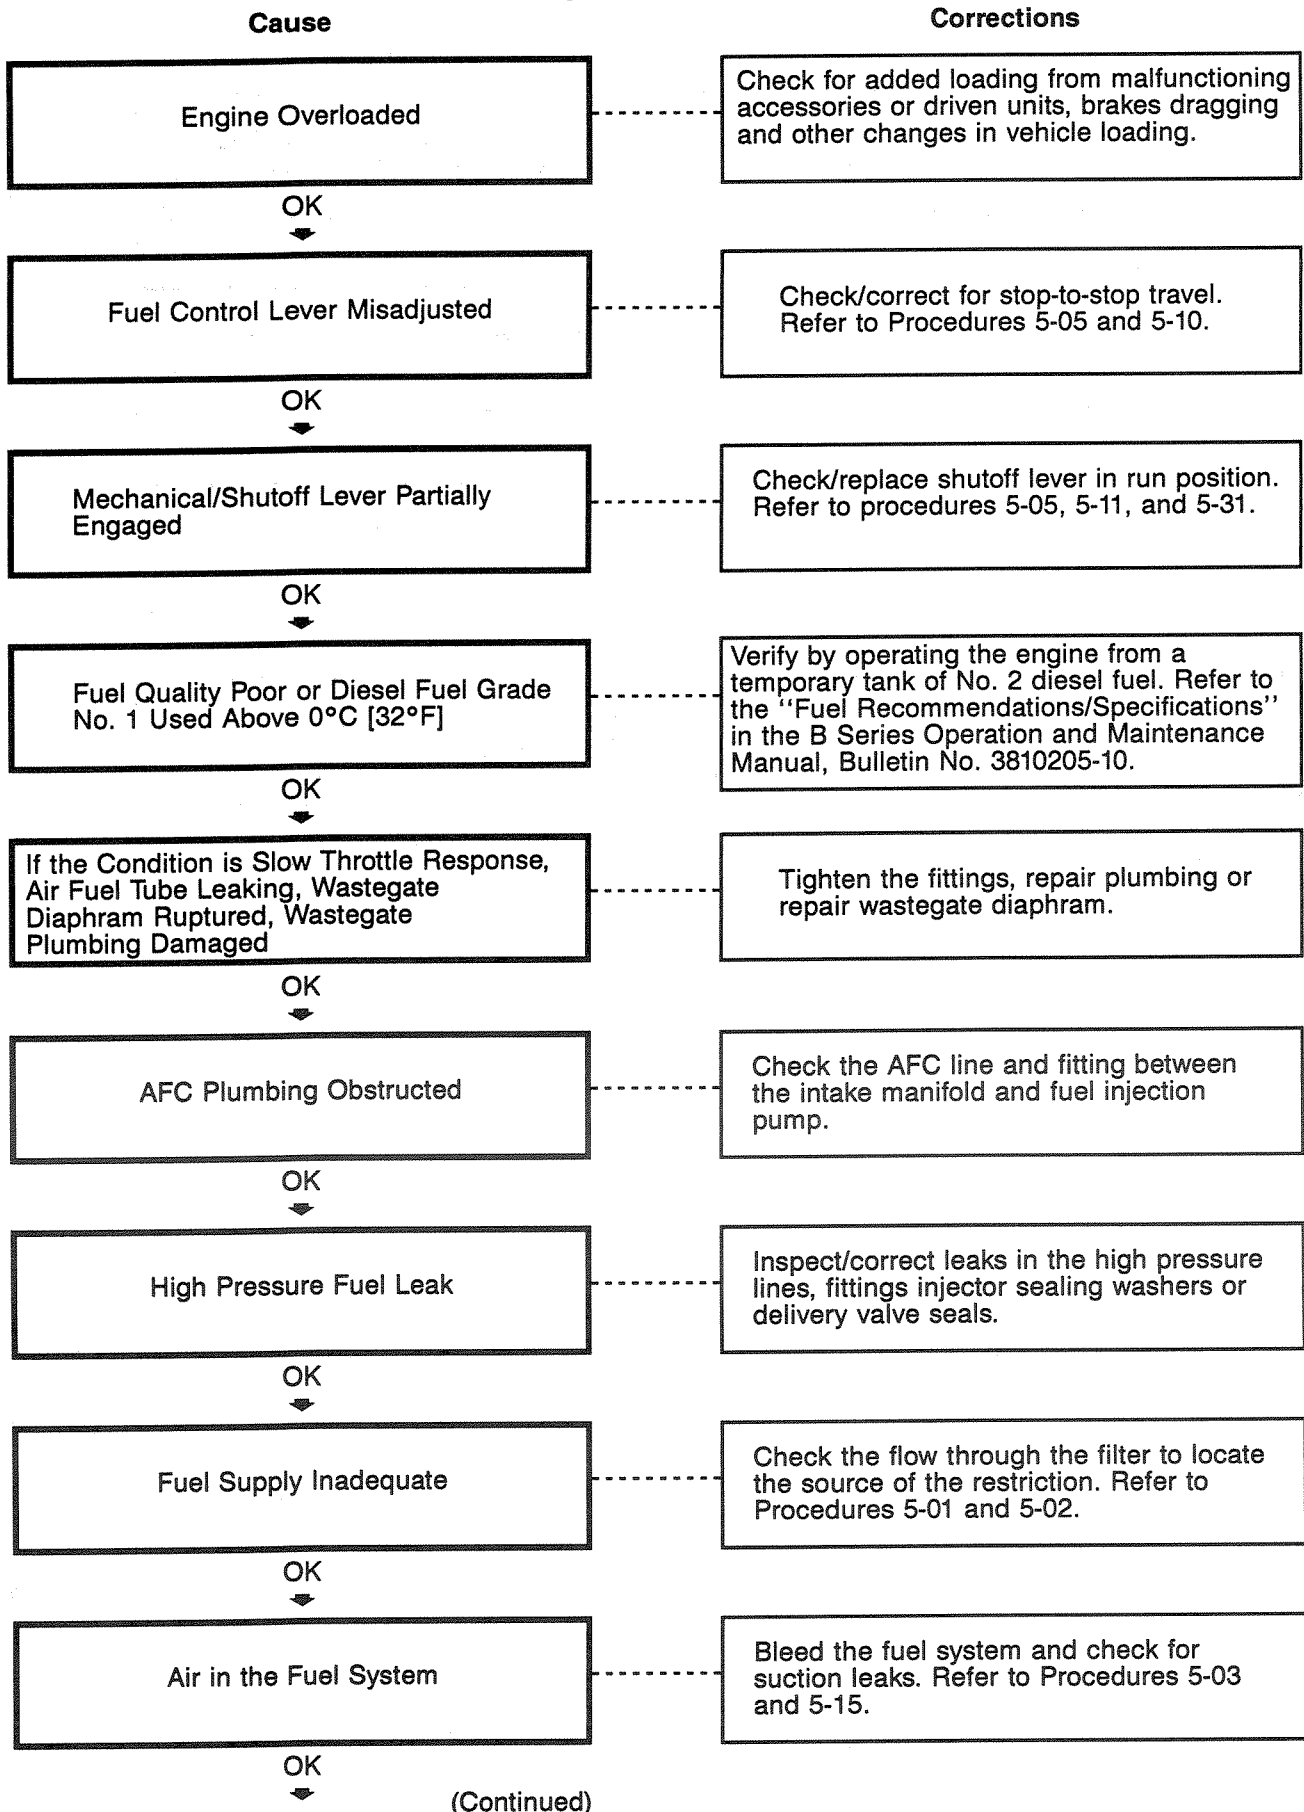 Cause
Corrections
Engine Overloaded
Check for added loading from malfunctioning
accessories or driven units, brakes dragging
and other changes in vehicle loading.
OK
Fuel Control Lever Misadjusted
Check/correct for stop-to-stop travel.
Refer to Procedures 5-05 and 5-10.
OK
Mechanical/Shutoff Lever Partially
Engaged
Check/replace shutoff lever in run position.
Refer to procedures 5-05, 5-11, and 5-31.
OK
Fuel Quality Poor or Diesel Fuel Grade
No. 1 Used Above 0°C [32°F]
Verify by operating the engine from a
temporary tank of No. 2 diesel fuel. Refer to
the "Fuel Recommendations/Specifications"
in the B Series Operation and Maintenance
Manual, Bulletin No. 3810205-10.
OK
If the Condition is Slow Throttle Response,
Air Fuel Tube Leaking, Wastegate
Diaphram Ruptured, Wastegate
Plumbing Damaged
Tighten the fittings, repair plumbing or
repair wastegate diaphram.
OK
AFC Plumbing Obstructed
Check the AFC line and fitting between
the intake manifold and fuel injection
pump.
OK
High Pressure Fuel Leak
Inspect/correct leaks in the high pressure
lines, fittings injector sealing washers or
delivery valve seals.
OK
Fuel Supply Inadequate
Check the flow through the filter to locate
the source of the restriction. Refer to
Procedures 5-01 and 5-02.
OK
Air in the Fuel System
Bleed the fuel system and check for
suction leaks. Refer to Procedures 5-03
and 5-15.
OK
(Continued)